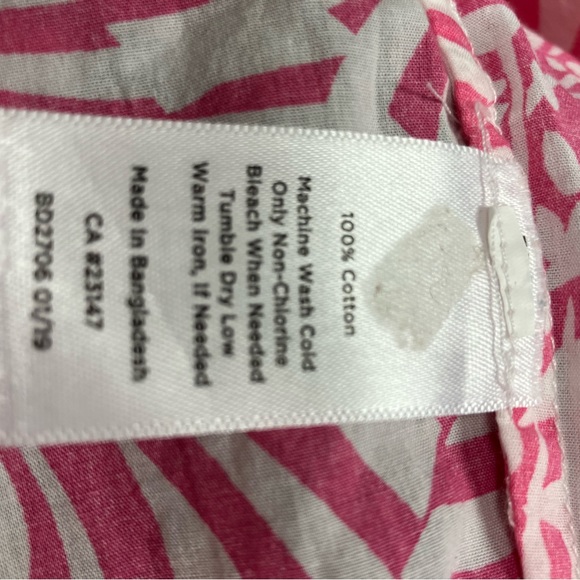 100% Cotton
Machine Wash Cold
Only Non-Chlorine
Bleach When Needed
Tumble Dry Low
Warm Iron, If Needed
Made In Bangladesh
CA #23147
BD2706 01/19